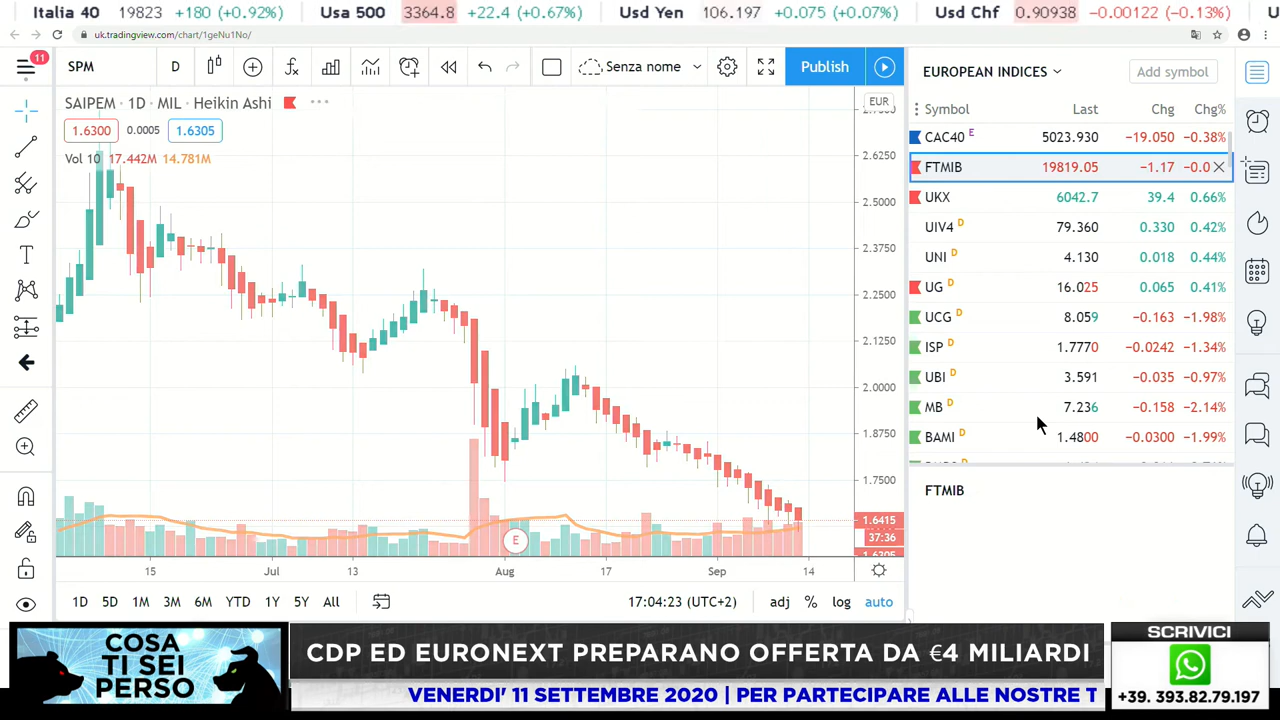 Italia 40 19823 +180 (+0.92%) Usa 500 3364.8 +22.4 (+0.67%) Usd Yen 106.197 +0.075 (+0.07%) Usd Chf 0.90938 −0.00122 (−0.13%)
uk.tradingview.com/chart/1geNu1No/
11
SPM D Senza nome Publish
EUROPEAN INDICES Add symbol
SAIPEM · 1D · MIL · Heikin Ashi
EUR
1.6300 0.0005 1.6305
Vol 10 17.442M 14.781M
2.6250
2.5000
2.3750
2.2500
2.1250
2.0000
1.8750
1.7500
1.6415
37:36
E
15 Jul 13 Aug 17 Sep 14
1D 5D 1M 3M 6M YTD 1Y 5Y All
17:04:23 (UTC+2) adj % log auto
Symbol Last Chg Chg%
CAC40 E 5023.930 −19.050 −0.38%
FTMIB 19819.05 −1.17 −0.0
UKX 6042.7 39.4 0.66%
UIV4 D 79.360 0.330 0.42%
UNI D 4.130 0.018 0.44%
UG D 16.025 0.065 0.41%
UCG D 8.059 −0.163 −1.98%
ISP D 1.7770 −0.0242 −1.34%
UBI D 3.591 −0.035 −0.97%
MB D 7.236 −0.158 −2.14%
BAMI D 1.4800 −0.0300 −1.99%
FTMIB
COSA
TI SEI
PERSO
CDP ED EURONEXT PREPARANO OFFERTA DA €4 MILIARDI
VENERDI' 11 SETTEMBRE 2020 | PER PARTECIPARE ALLE NOSTRE T
SCRIVICI
+39. 393.82.79.197